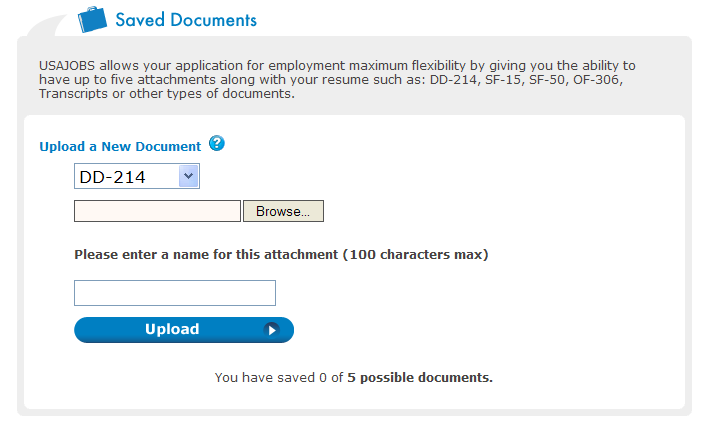 Saved Documents
USAJOBS allows your application for employment maximum flexibility by giving you the ability to
have up to five attachments along with your resume such as: DD-214, SF-15, SF-50, OF-306,
Transcripts or other types of documents.
Upload a New Document ?
DD-214
Browse...
Please enter a name for this attachment (100 characters max)
Upload
You have saved 0 of 5 possible documents.